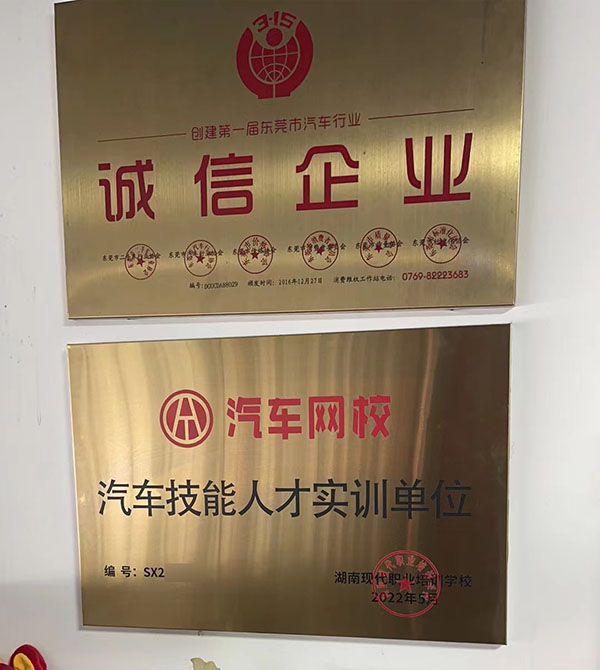 3·15
创建第一届东莞市汽车行业
诚信企业
颁发时间:2016年12月27日 消费维权工作站电话:0769-82223683
汽车网校
汽车技能人才实训单位
编 号:SX2
湖南现代职业培训学校
2022年5月